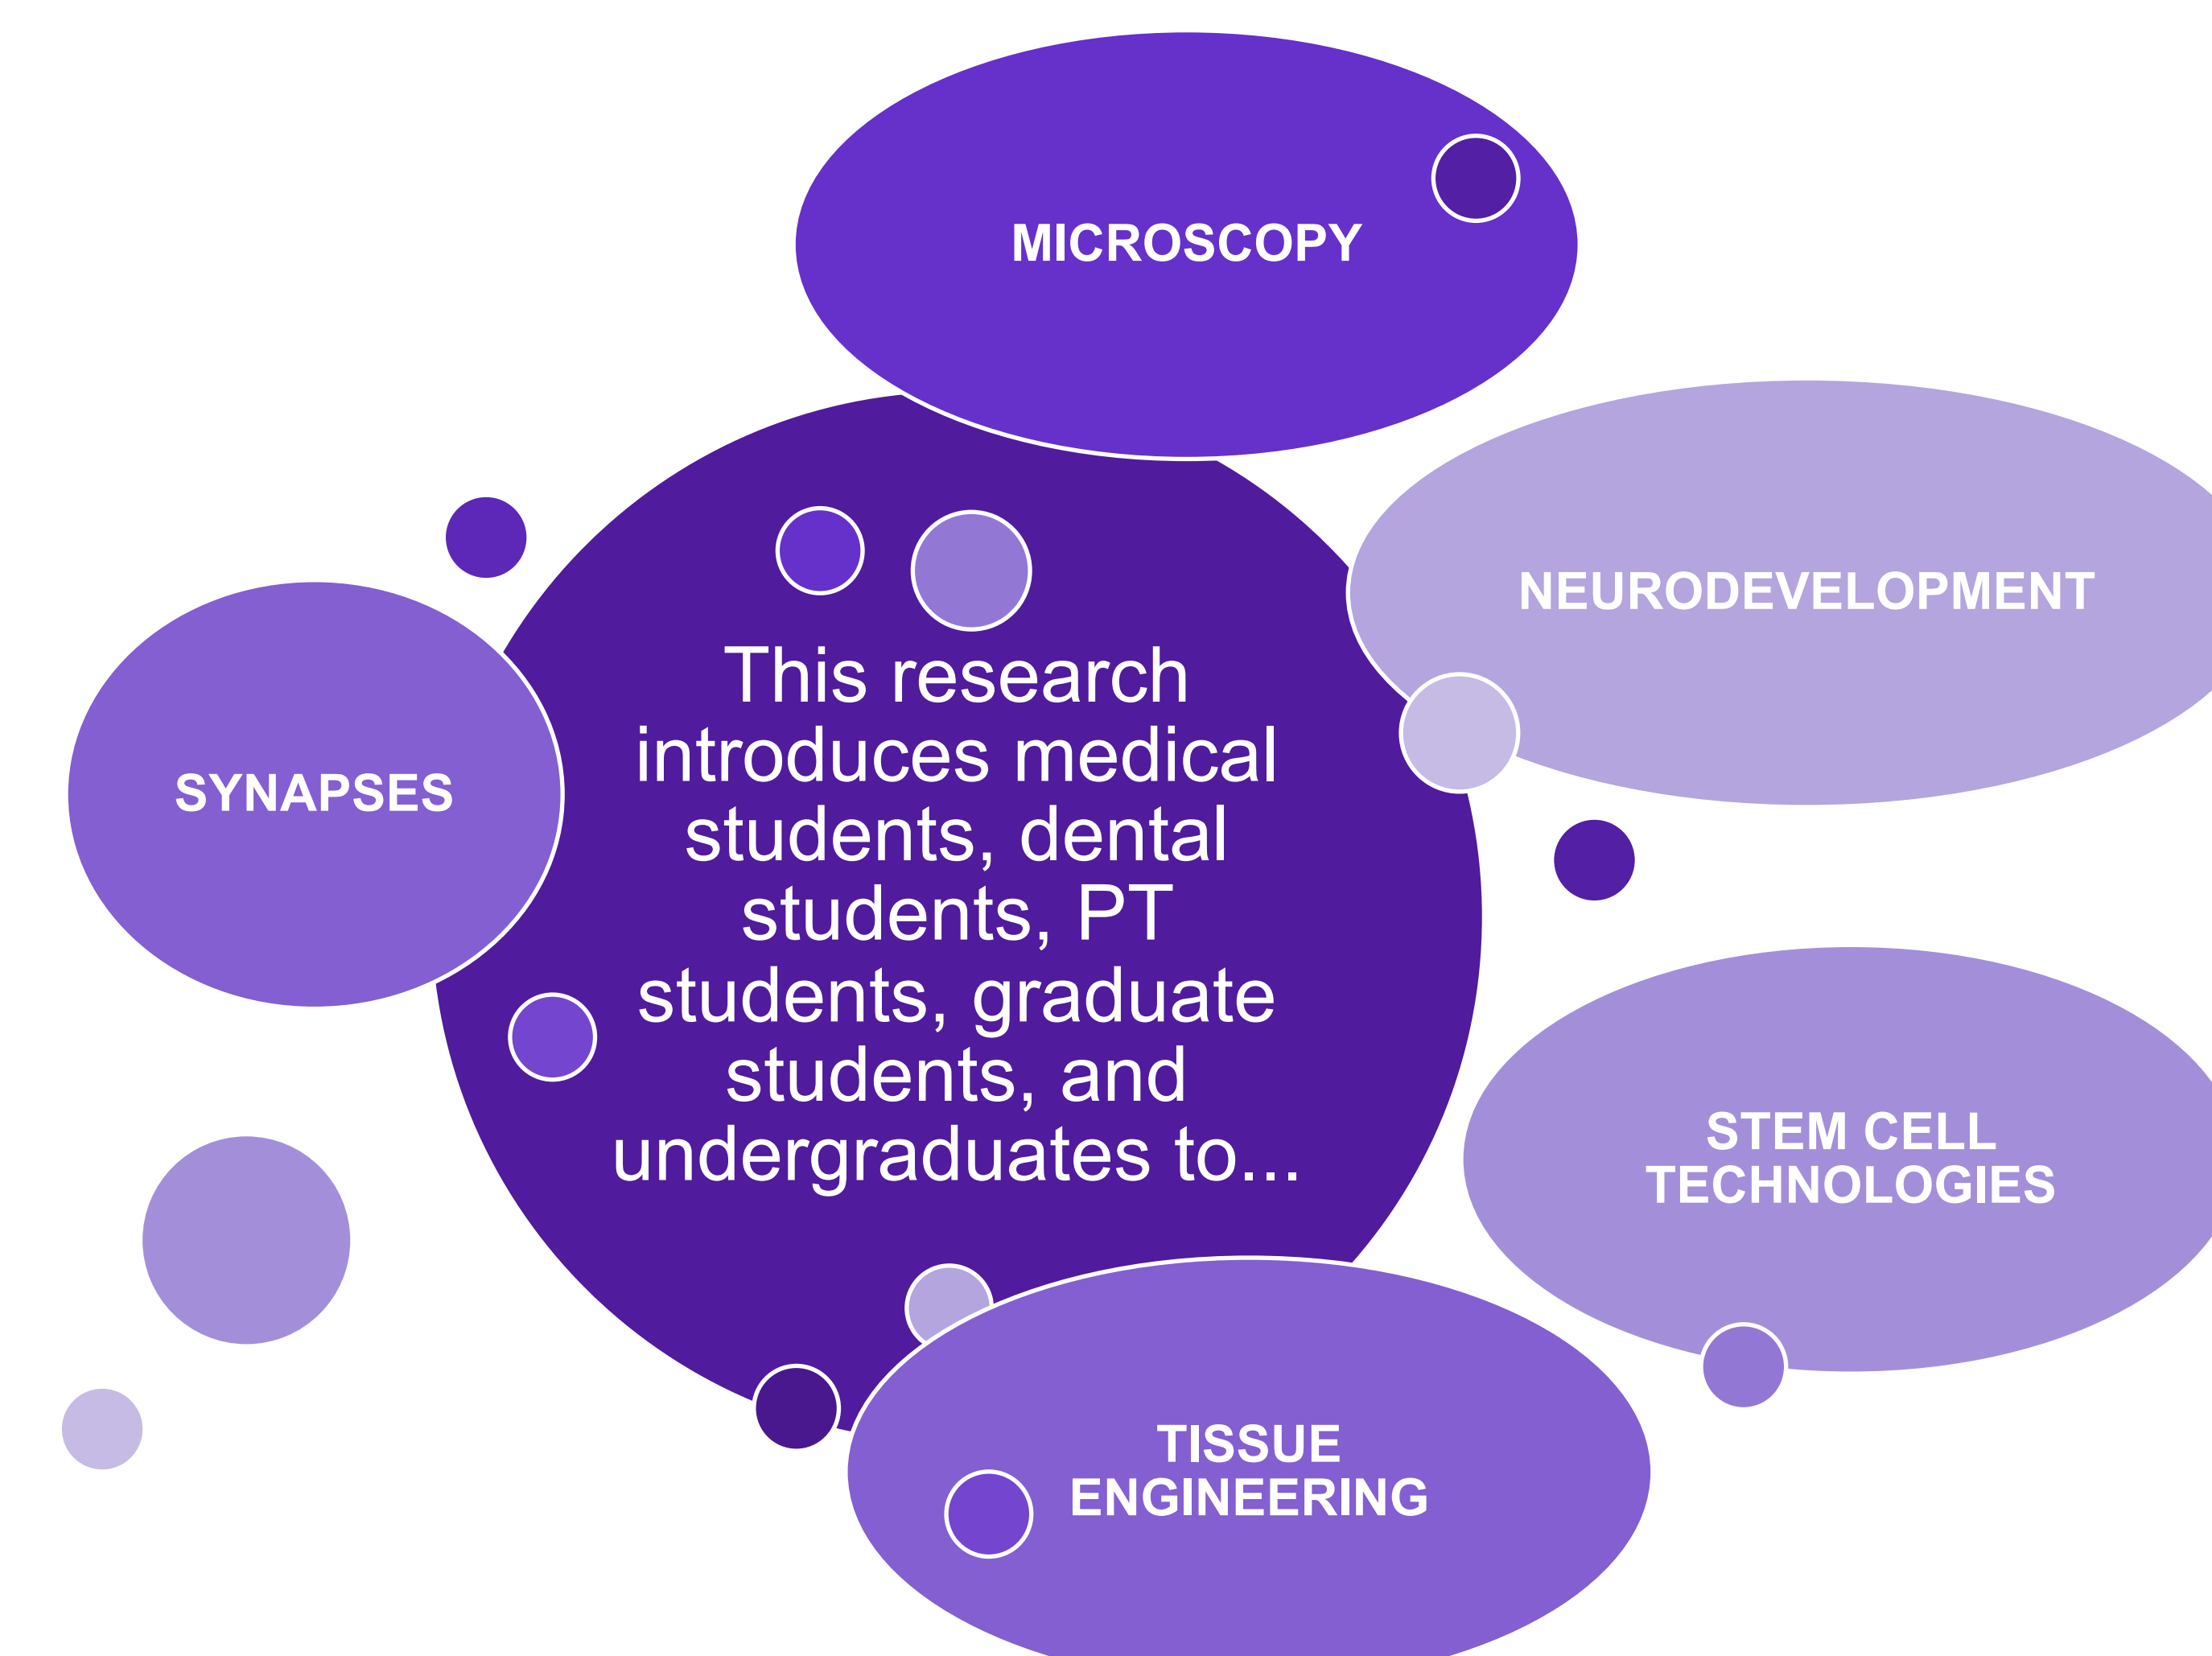 MICROSCOPY
NEURODEVELOPMENT
This research
introduces medical
students, dental
students, PT
students, graduate
students, and
undergraduates to...
SYNAPSES
STEM CELL
TECHNOLOGIES
TISSUE
ENGINEERING